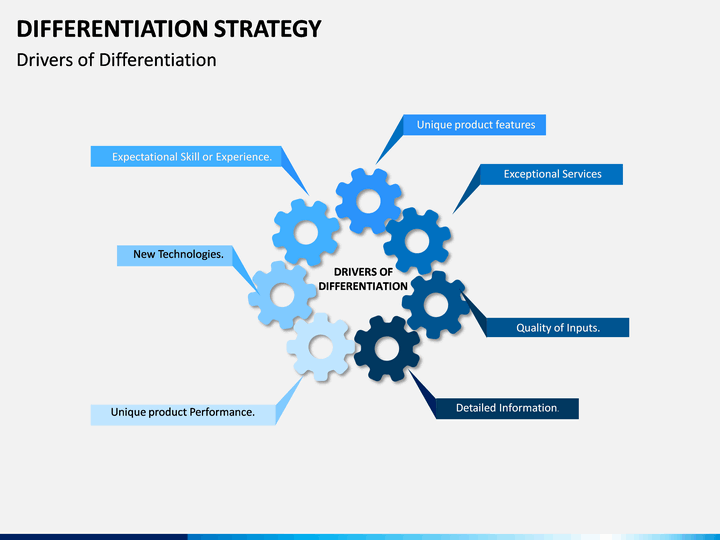 DIFFERENTIATION STRATEGY
Drivers of Differentiation
Unique product features
Expectational Skill or Experience.
Exceptional Services
New Technologies.
DRIVERS OF
DIFFERENTIATION
Quality of Inputs.
Unique product Performance.
Detailed Information.